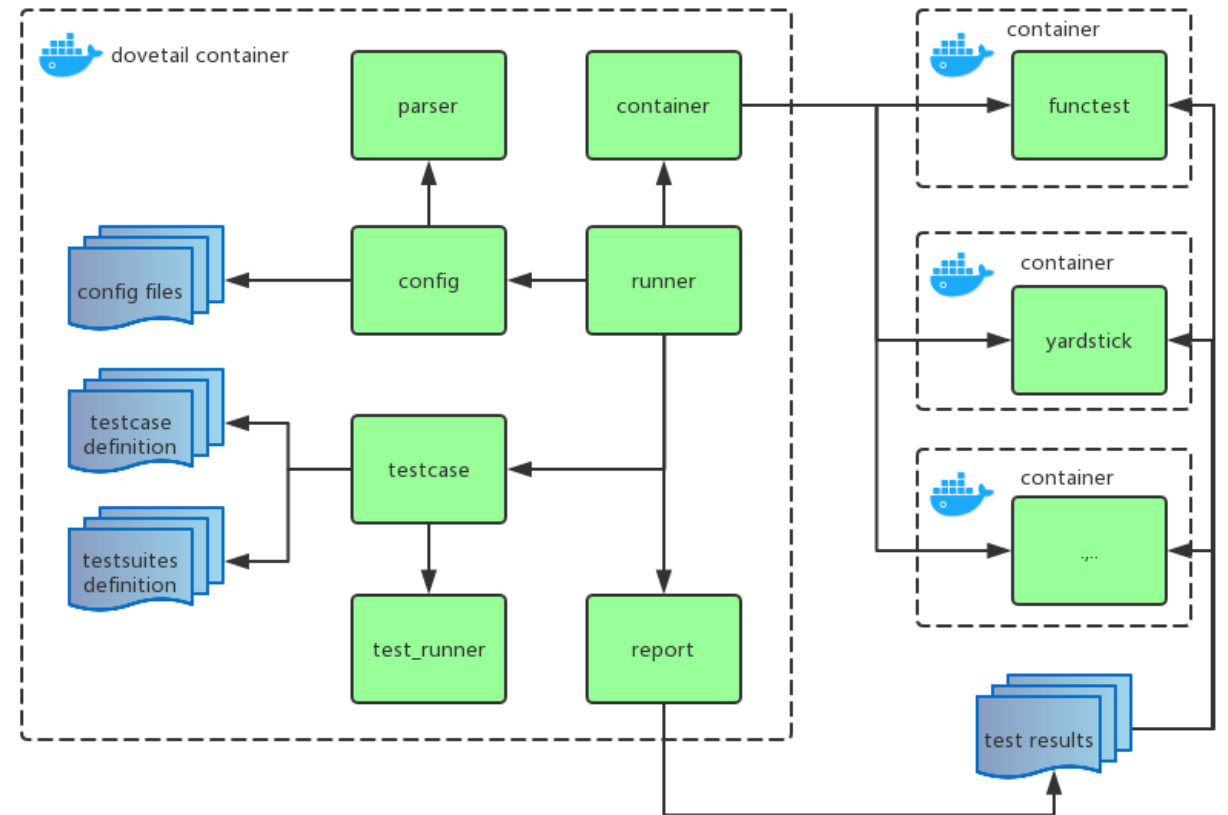 dovetail container
parser
container
container
functest
config files
config
runner
container
yardstick
testcase
definition
testcase
container
.,..
testsuites
definition
test_runner
report
test results